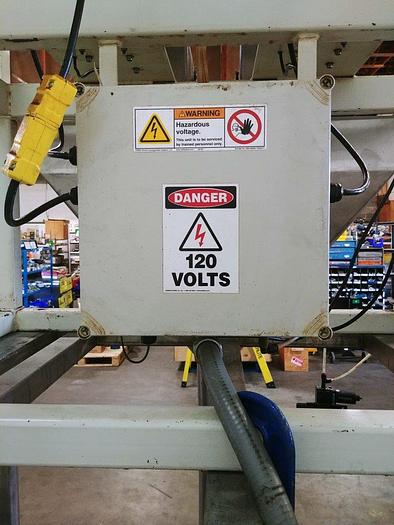 WARNING
Hazardous
voltage.
This unit is to be serviced
by trained personnel only.
DANGER
120
VOLTS